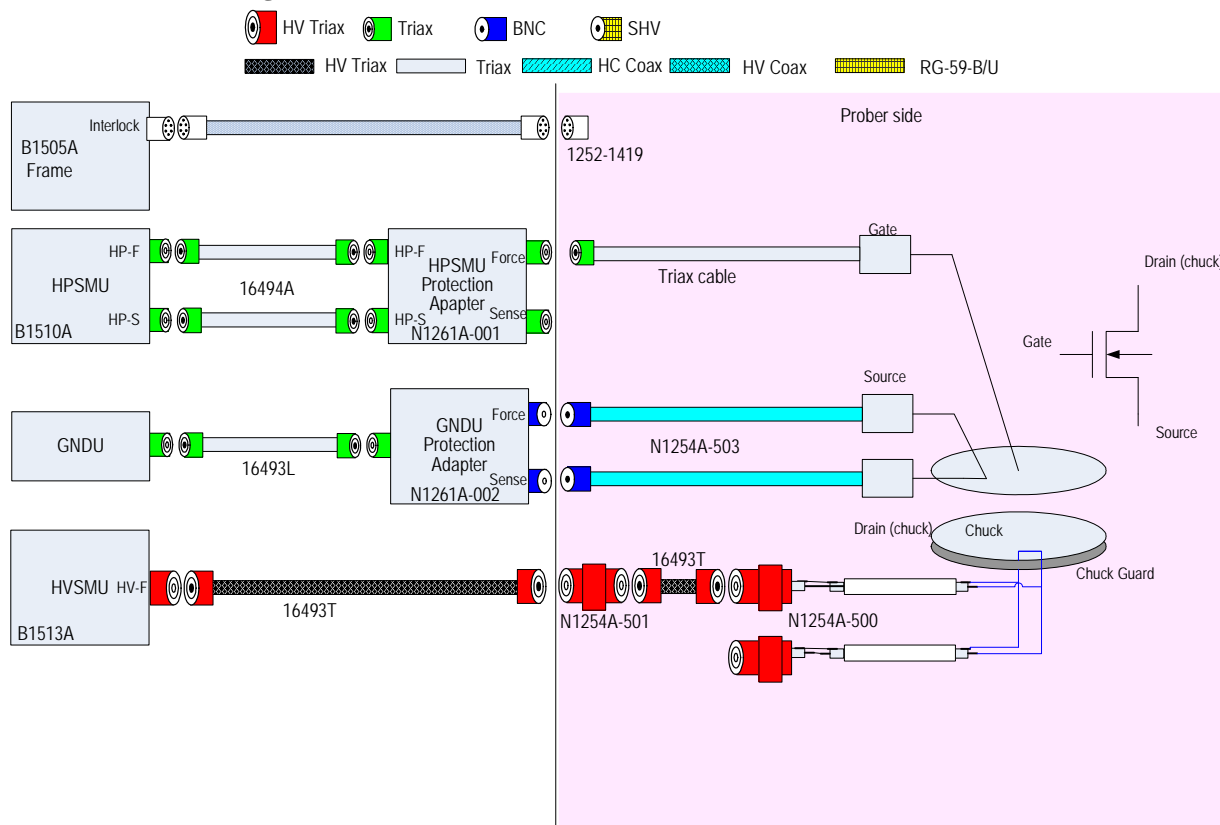 HV Triax
Triax
BNC
SHV
HV Triax
Triax
HC Coax
HV Coax
RG-59-B/U
Prober side
Interlock
B1505A
Frame
1252-1419
HP-F
HPSMU
HP-S
B1510A
16494A
HP-F
Force
HPSMU
Protection
Apapter
HP-S
Sense
N1261A-001
Triax cable
Gate
Drain (chuck)
Gate
Source
GNDU
16493L
Force
GNDU
Protection
Adapter
Sense
N1261A-002
N1254A-503
Source
Drain (chuck)
Chuck
Chuck Guard
HVSMU
HV-F
B1513A
16493T
N1254A-501
16493T
N1254A-500